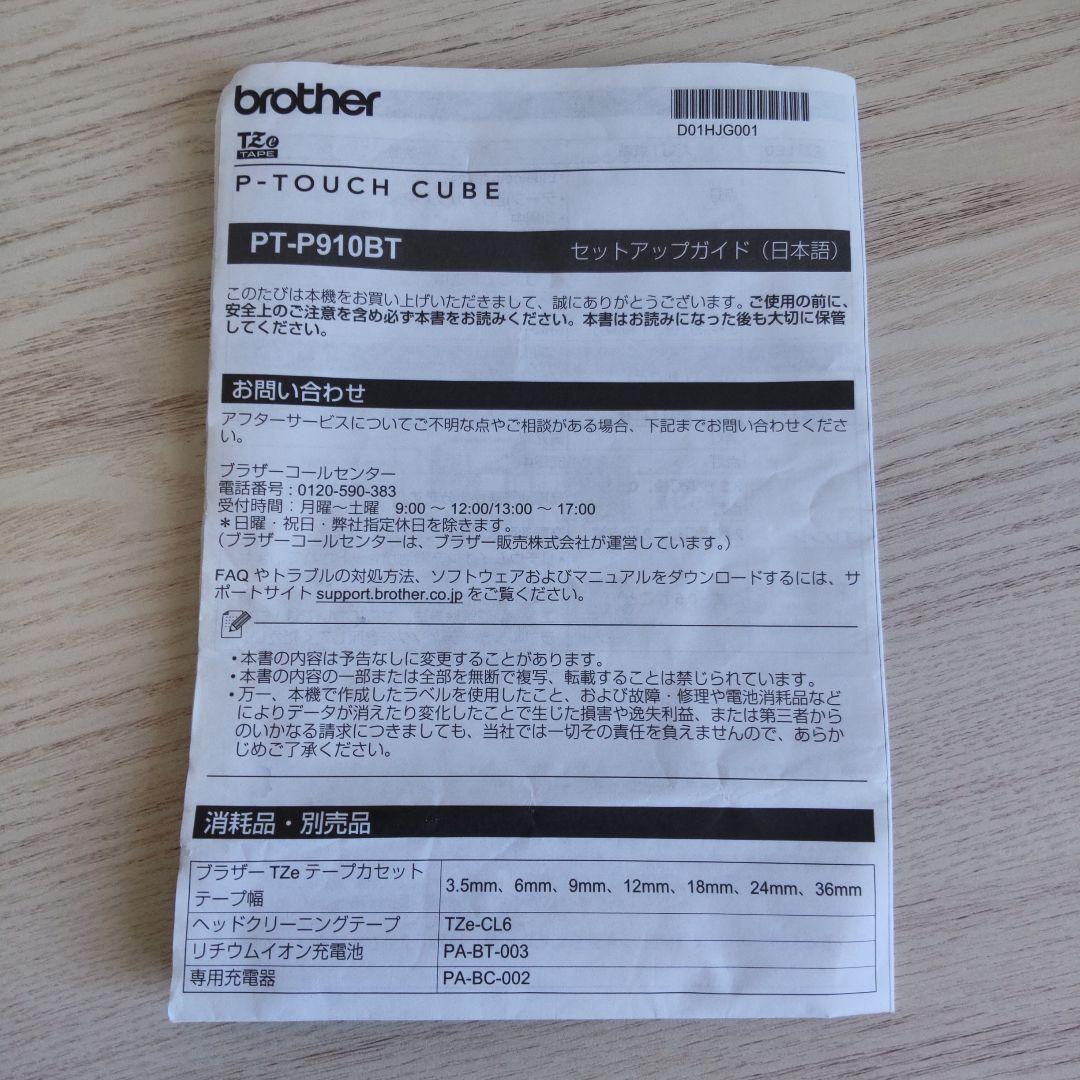 brother
D01HJG001
TZe
TAPE
P-TOUCH CUBE
PT-P910BT
セットアップガイド（日本語）
このたびは本機をお買い上げいただきまして、誠にありがとうございます。ご使用の前に、
安全上のご注意を含め必ず本書をお読みください。本書はお読みになった後も大切に保管
してください。
お問い合わせ
アフターサービスについてご不明な点やご相談がある場合、下記までお問い合わせくださ
い。
ブラザーコールセンター
電話番号：0120-590-383
受付時間：月曜～土曜 9:00 ～ 12:00/13:00 ～ 17:00
＊日曜・祝日・弊社指定休日を除きます。
（ブラザーコールセンターは、ブラザー販売株式会社が運営しています。）
FAQ やトラブルの対処方法、ソフトウェアおよびマニュアルをダウンロードするには、サ
ポートサイト support.brother.co.jp をご覧ください。
・本書の内容は予告なしに変更することがあります。
・本書の内容の一部または全部を無断で複写、転載することは禁じられています。
・万一、本機で作成したラベルを使用したこと、および故障・修理や電池消耗品など
によりデータが消えたり変化したことで生じた損害や逸失利益、または第三者から
のいかなる請求につきましても、当社では一切その責任を負えませんので、あらか
じめご了承ください。
消耗品・別売品
ブラザー TZe テープカセット
テープ幅
3.5mm、6mm、9mm、12mm、18mm、24mm、36mm
ヘッドクリーニングテープ TZe-CL6
リチウムイオン充電池 PA-BT-003
専用充電器 PA-BC-002